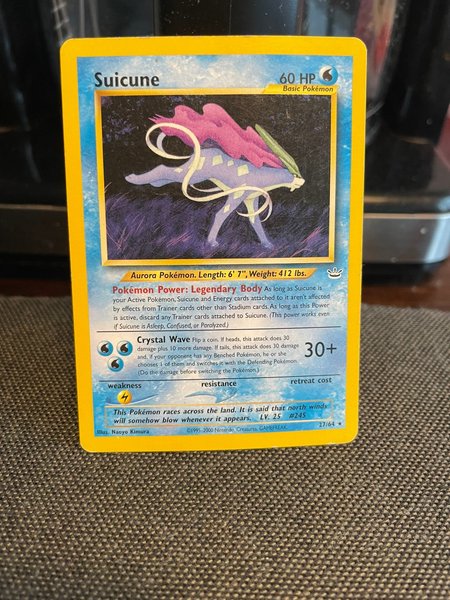 Suicune
60 HP
Basic Pokémon
Aurora Pokémon. Length: 6' 7", Weight: 412 lbs.
Pokémon Power: Legendary Body As long as Suicune is
your Active Pokémon, Suicune and Energy cards attached to it aren't affected
by effects from Trainer cards other than Stadium cards. As long as this Power
is active, discard any Trainer cards attached to Suicune. (This power works even
if Suicune is Asleep, Confused, or Paralyzed.)
Crystal Wave Flip a coin. If heads, this attack does 30
damage plus 10 more damage. If tails, this attack does 30
damage and, if your opponent has any Benched Pokémon, he or she
chooses 1 of them and switches it with the Defending Pokémon.
(Do the damage before switching the Pokémon.)
30+
weakness resistance retreat cost
This Pokémon races across the land. It is said that north winds
will somehow blow whenever it appears. LV. 25 #245
Illus. Naoyo Kimura
©1995-2000 Nintendo, Creatures, GAMEFREAK.
27/64 ★